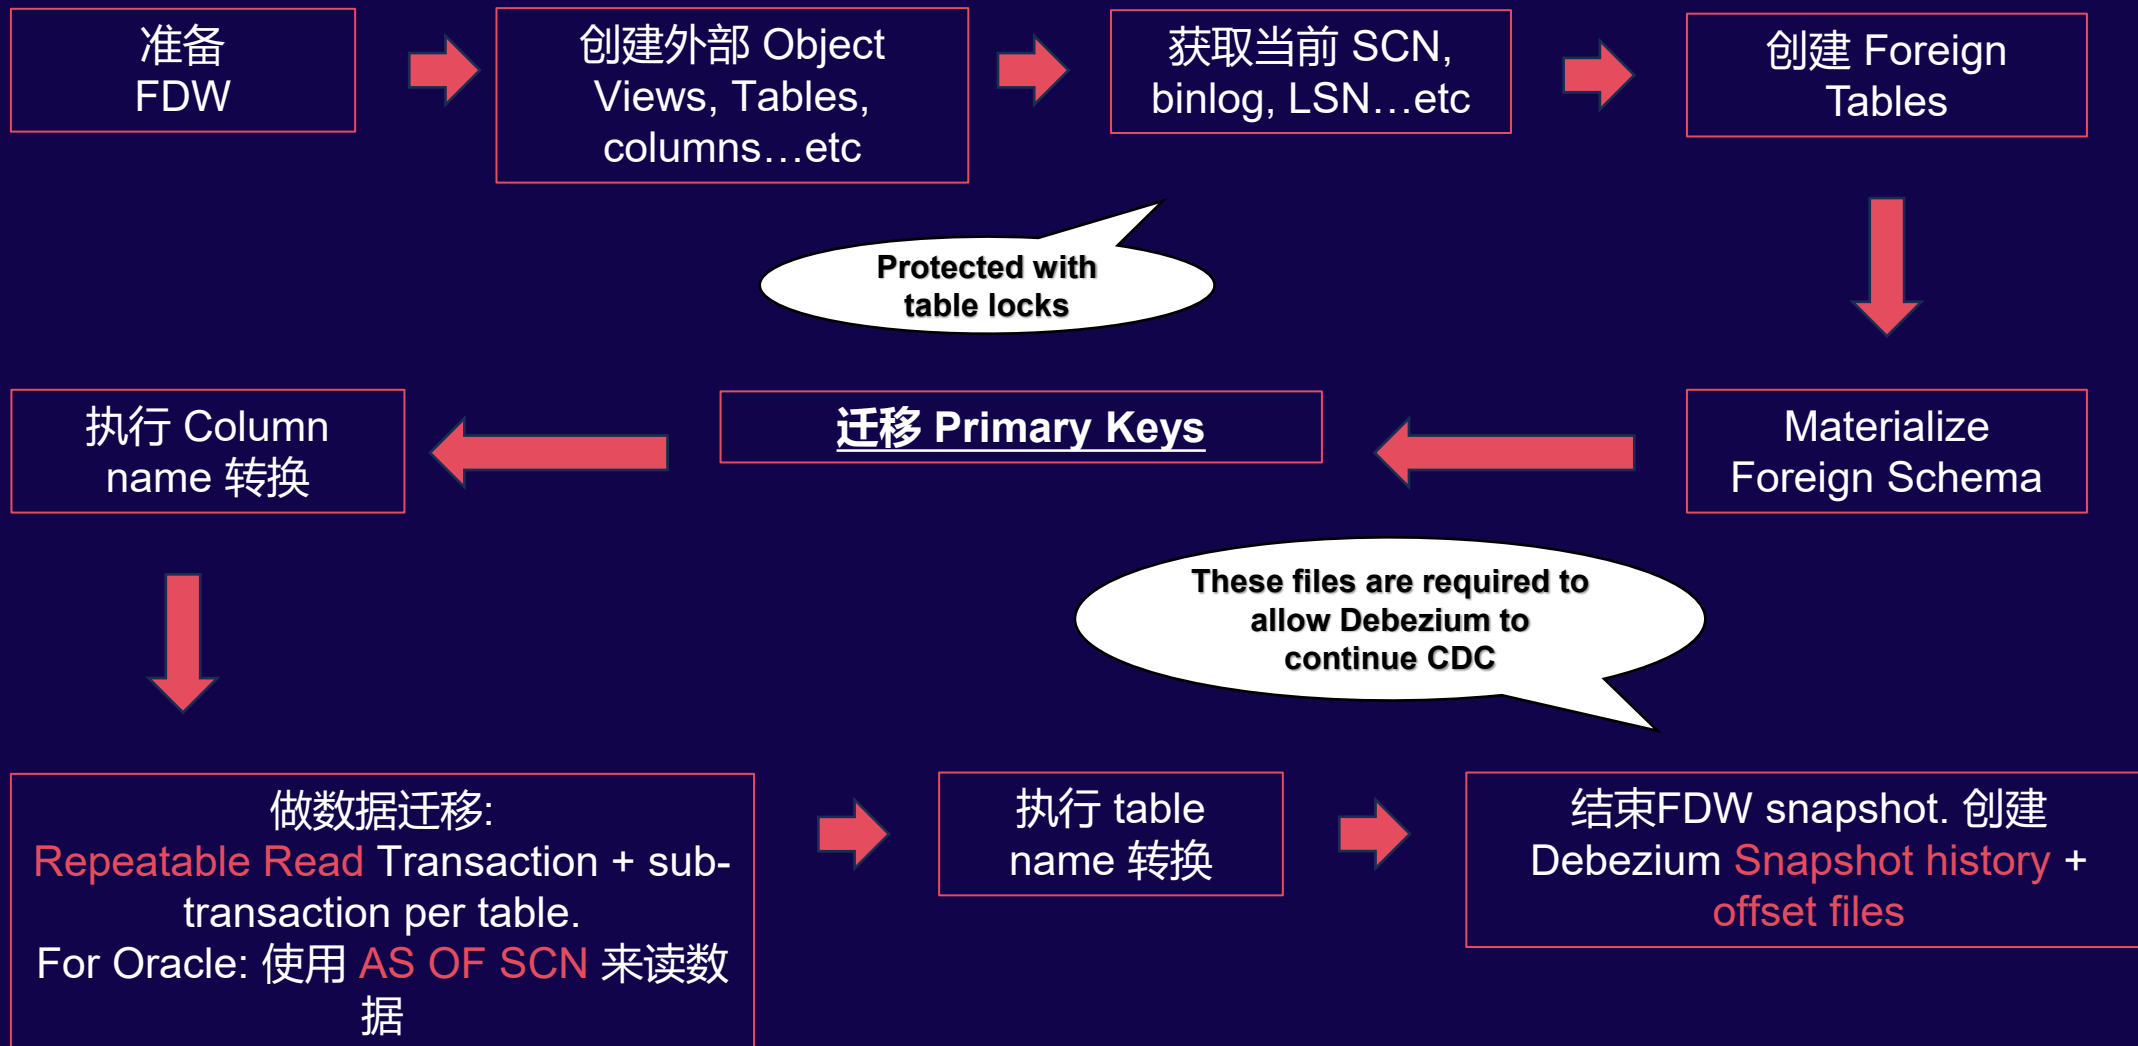 准备
FDW
创建外部 Object
Views, Tables,
columns…etc
获取当前 SCN,
binlog, LSN…etc
创建 Foreign
Tables
Protected with
table locks
Materialize
Foreign Schema
迁移 Primary Keys
执行 Column
name 转换
These files are required to
allow Debezium to
continue CDC
做数据迁移:
Repeatable Read Transaction + sub-
transaction per table.
For Oracle: 使用 AS OF SCN 来读数
据
执行 table
name 转换
结束FDW snapshot. 创建
Debezium Snapshot history +
offset files